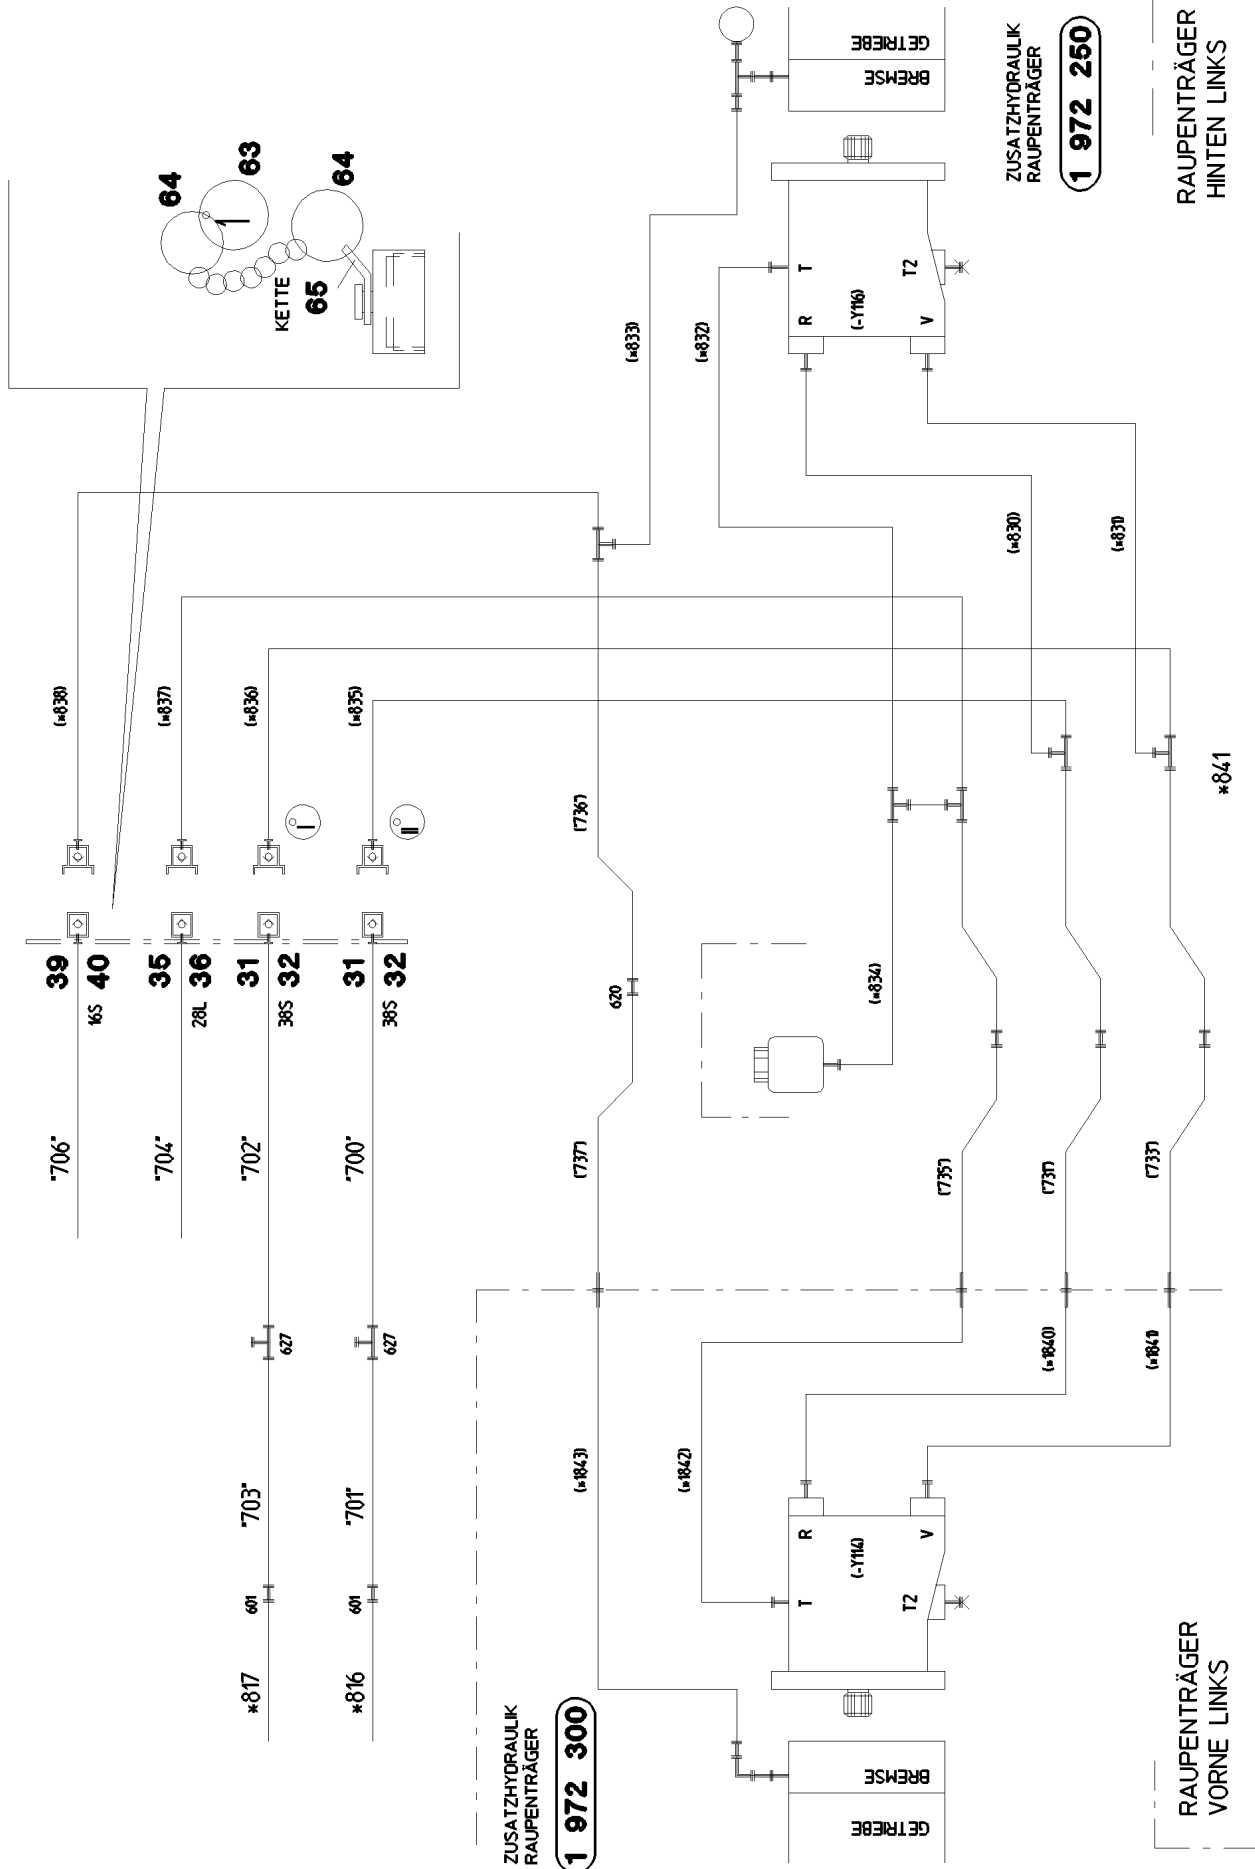 GETRIEBE
BREMSE
ZUSATZHYDRAULIK
RAUPENTRÄGER
1 972 250
RAUPENTRÄGER
HINTEN LINKS
64
63
1
64
65
KETTE
(*833)
(*832)
T
R
(-Y116)
T2
V
(*830)
(*831)
(*838)
(*837)
(*836)
(*835)
I
II
("736")
*841
39
40
16S
35
36
28L
31
32
38S
31
32
38S
620
(*834)
"706"
"704"
"702"
"700"
("737")
("735")
("731")
("733")
627
627
(*1840)
(*1841)
"703"
"701"
(*1843)
(*1842)
601
601
R
V
(-Y114)
T
T2
*817
*816
ZUSATZHYDRAULIK
RAUPENTRÄGER
1 972 300
BREMSE
GETRIEBE
RAUPENTRÄGER
VORNE LINKS